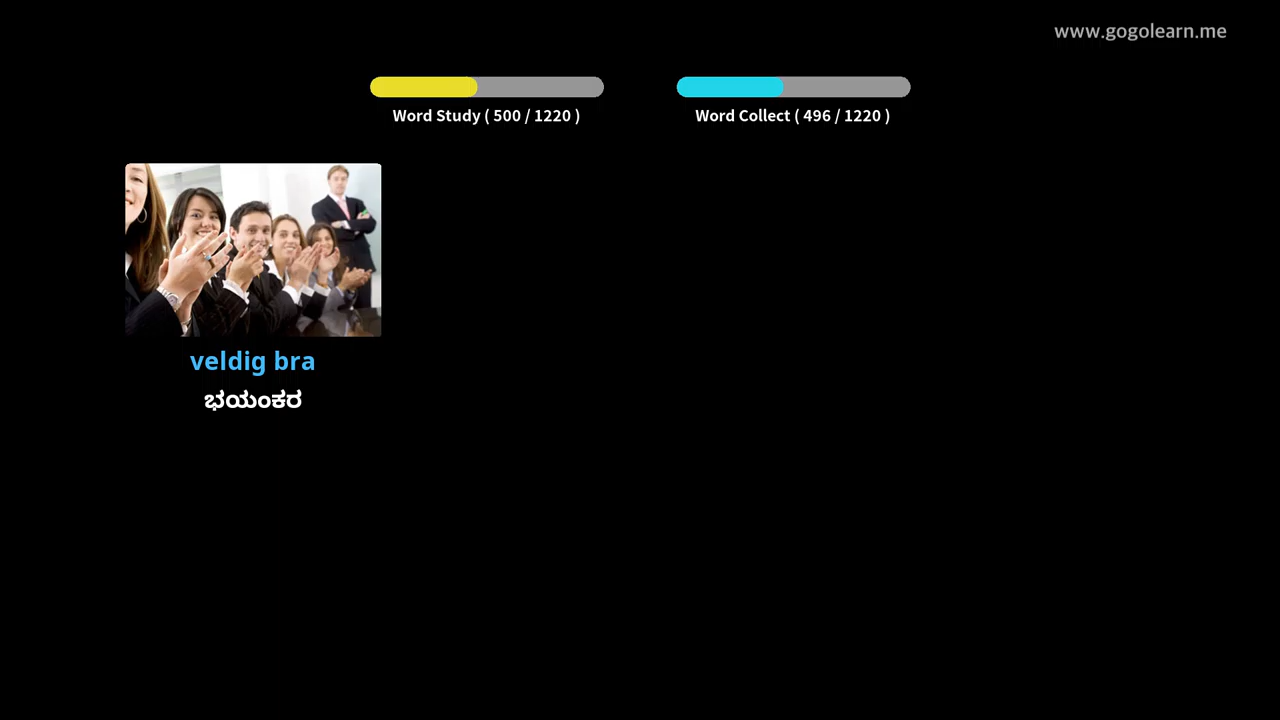 www.gogolearn.me
Word Study ( 500 / 1220 )
Word Collect ( 496 / 1220 )
veldig bra
ಭಯಂಕರ